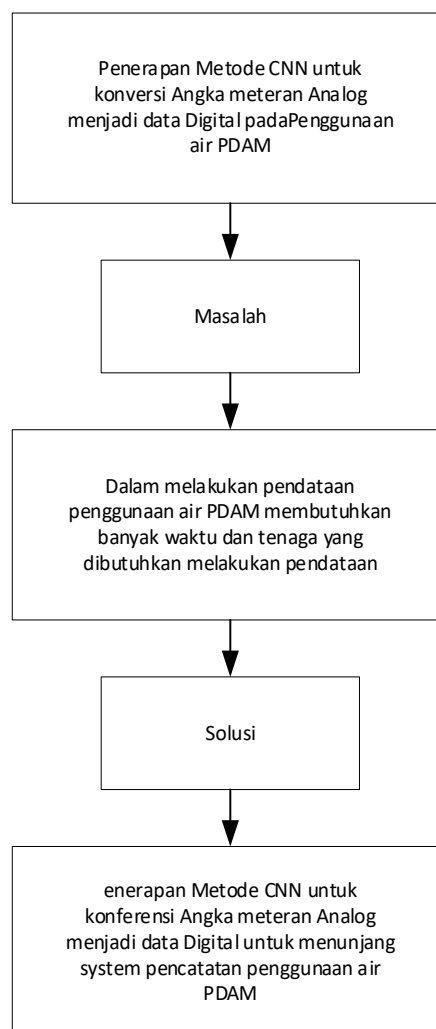 Penerapan Metode CNN untuk
konversi Angka meteran Analog
menjadi data Digital padaPenggunaan
air PDAM
Masalah
Dalam melakukan pendataan
penggunaan air PDAM membutuhkan
banyak waktu dan tenaga yang
dibutuhkan melakukan pendataan
Solusi
enerapan Metode CNN untuk
konferensi Angka meteran Analog
menjadi data Digital untuk menunjang
system pencatatan penggunaan air
PDAM